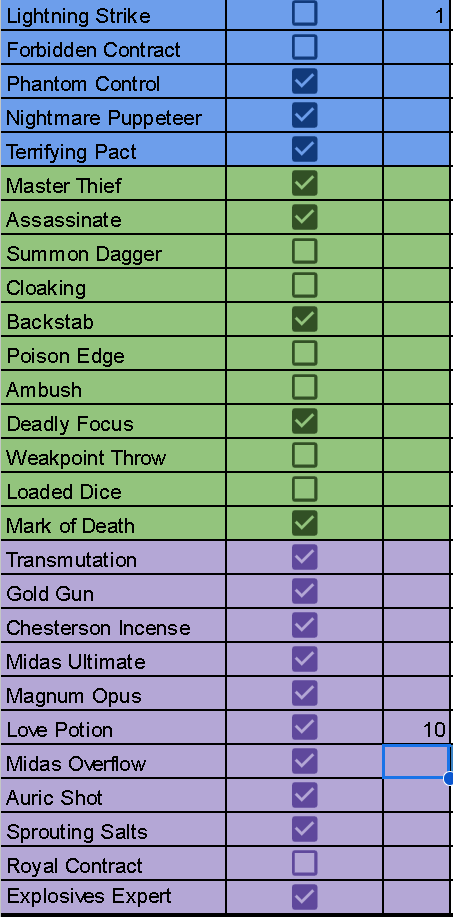 Lightning Strike 1
Forbidden Contract
Phantom Control
Nightmare Puppeteer
Terrifying Pact
Master Thief
Assassinate
Summon Dagger
Cloaking
Backstab
Poison Edge
Ambush
Deadly Focus
Weakpoint Throw
Loaded Dice
Mark of Death
Transmutation
Gold Gun
Chesterson Incense
Midas Ultimate
Magnum Opus
Love Potion 10
Midas Overflow
Auric Shot
Sprouting Salts
Royal Contract
Explosives Expert